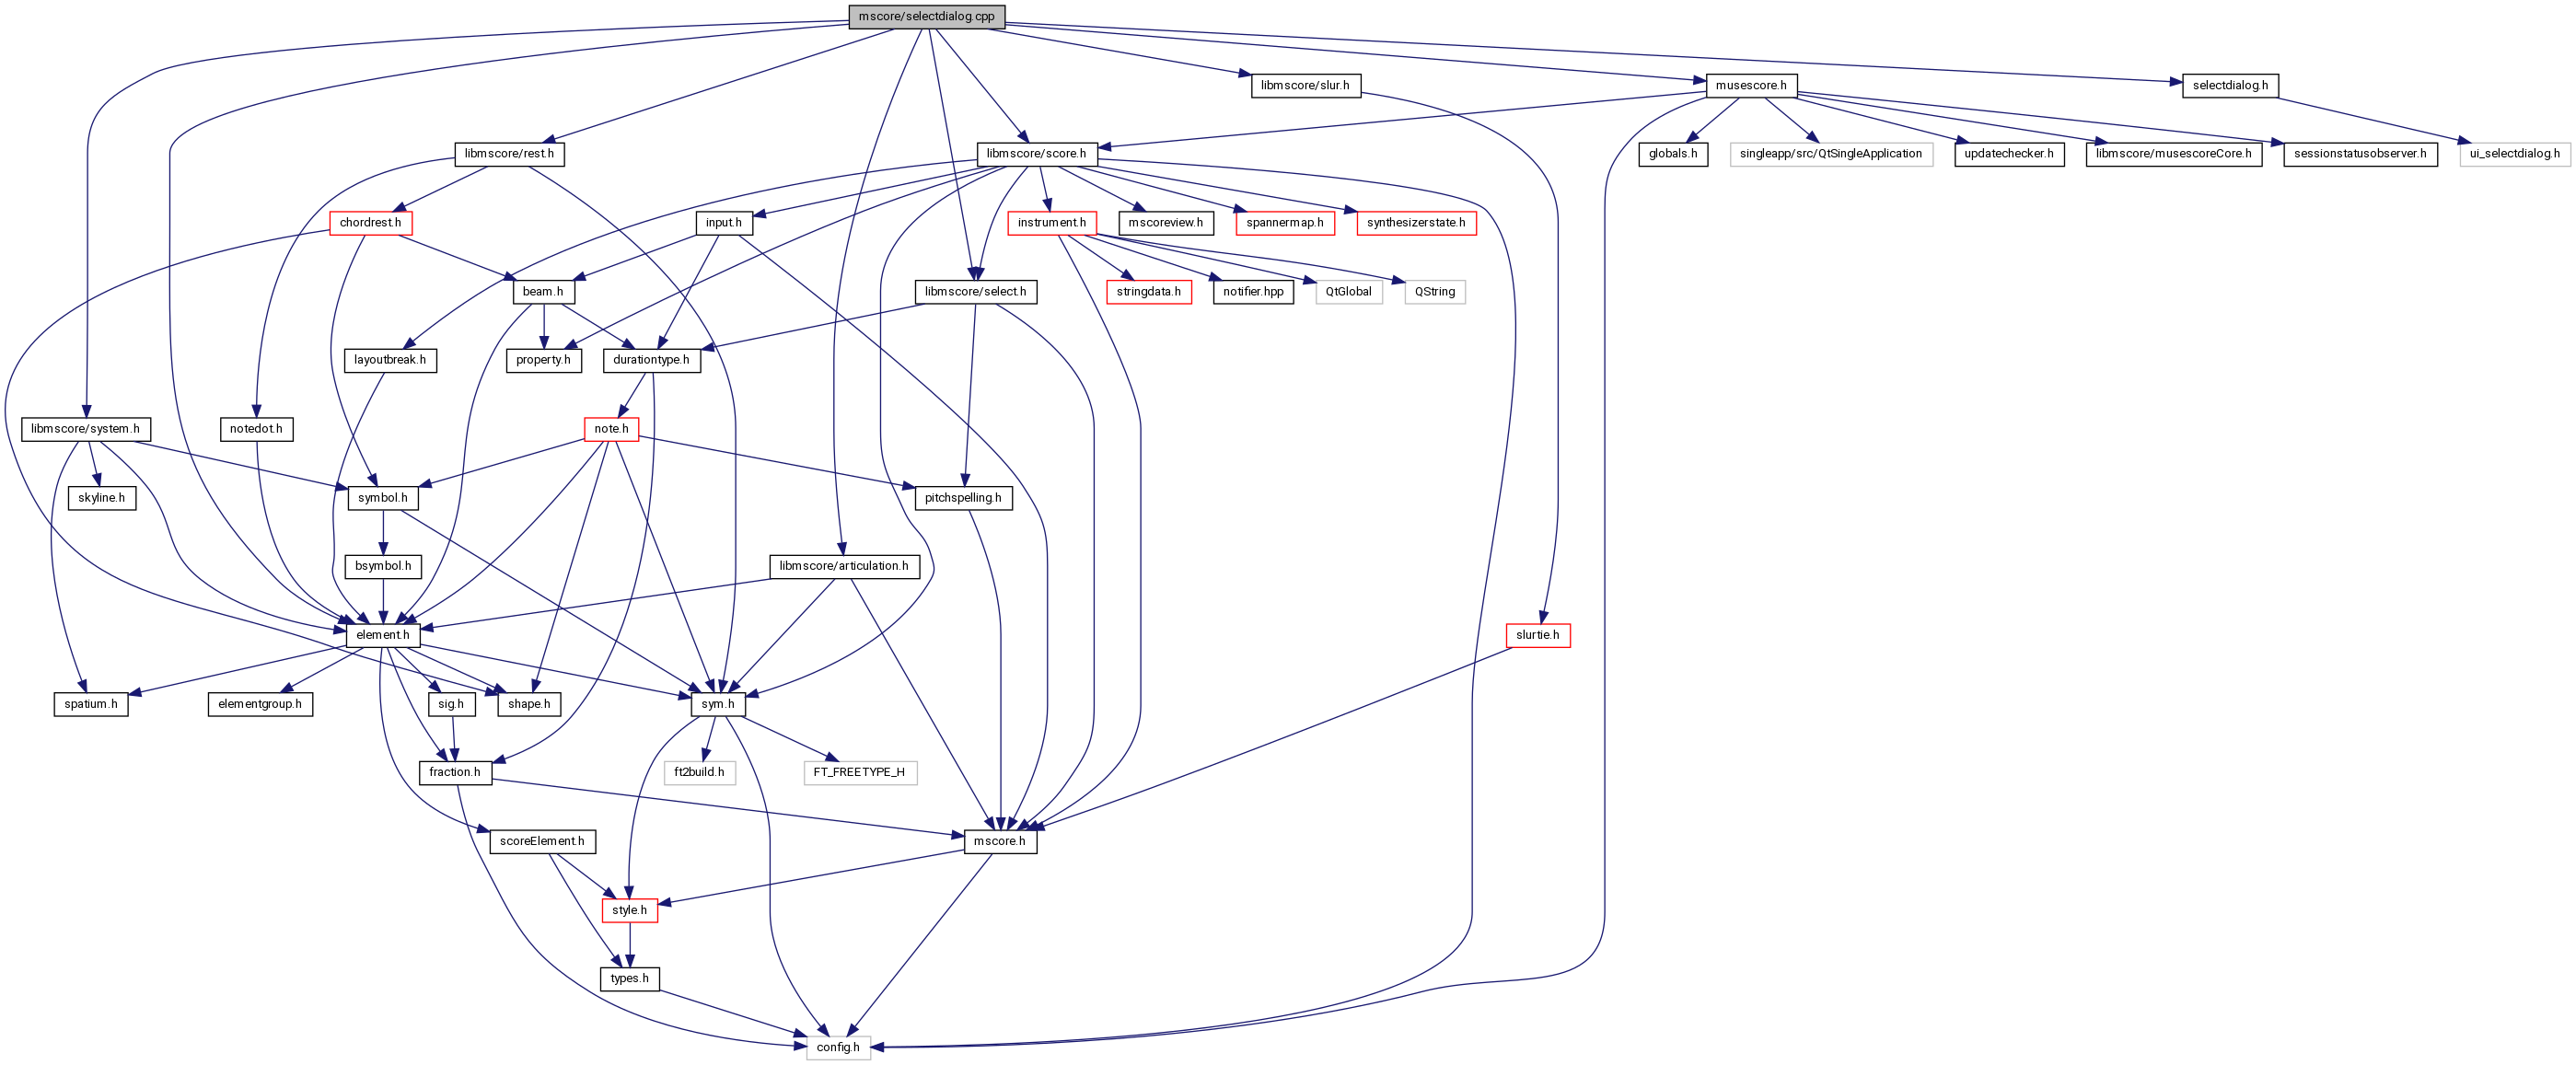 mscore/selectdialog.cpp
libmscore/slur.h
musescore.h
selectdialog.h
libmscore/rest.h
libmscore/score.h
globals.h
singleapp/src/QtSingleApplication
updatechecker.h
libmscore/musescoreCore.h
sessionstatusobserver.h
ui_selectdialog.h
chordrest.h
input.h
instrument.h
mscoreview.h
spannermap.h
synthesizerstate.h
beam.h
libmscore/select.h
stringdata.h
notifier.hpp
QtGlobal
QString
layoutbreak.h
property.h
durationtype.h
libmscore/system.h
notedot.h
note.h
skyline.h
symbol.h
pitchspelling.h
bsymbol.h
libmscore/articulation.h
element.h
slurtie.h
spatium.h
elementgroup.h
sig.h
shape.h
sym.h
fraction.h
ft2build.h
FT_FREETYPE_H
scoreElement.h
mscore.h
style.h
types.h
config.h